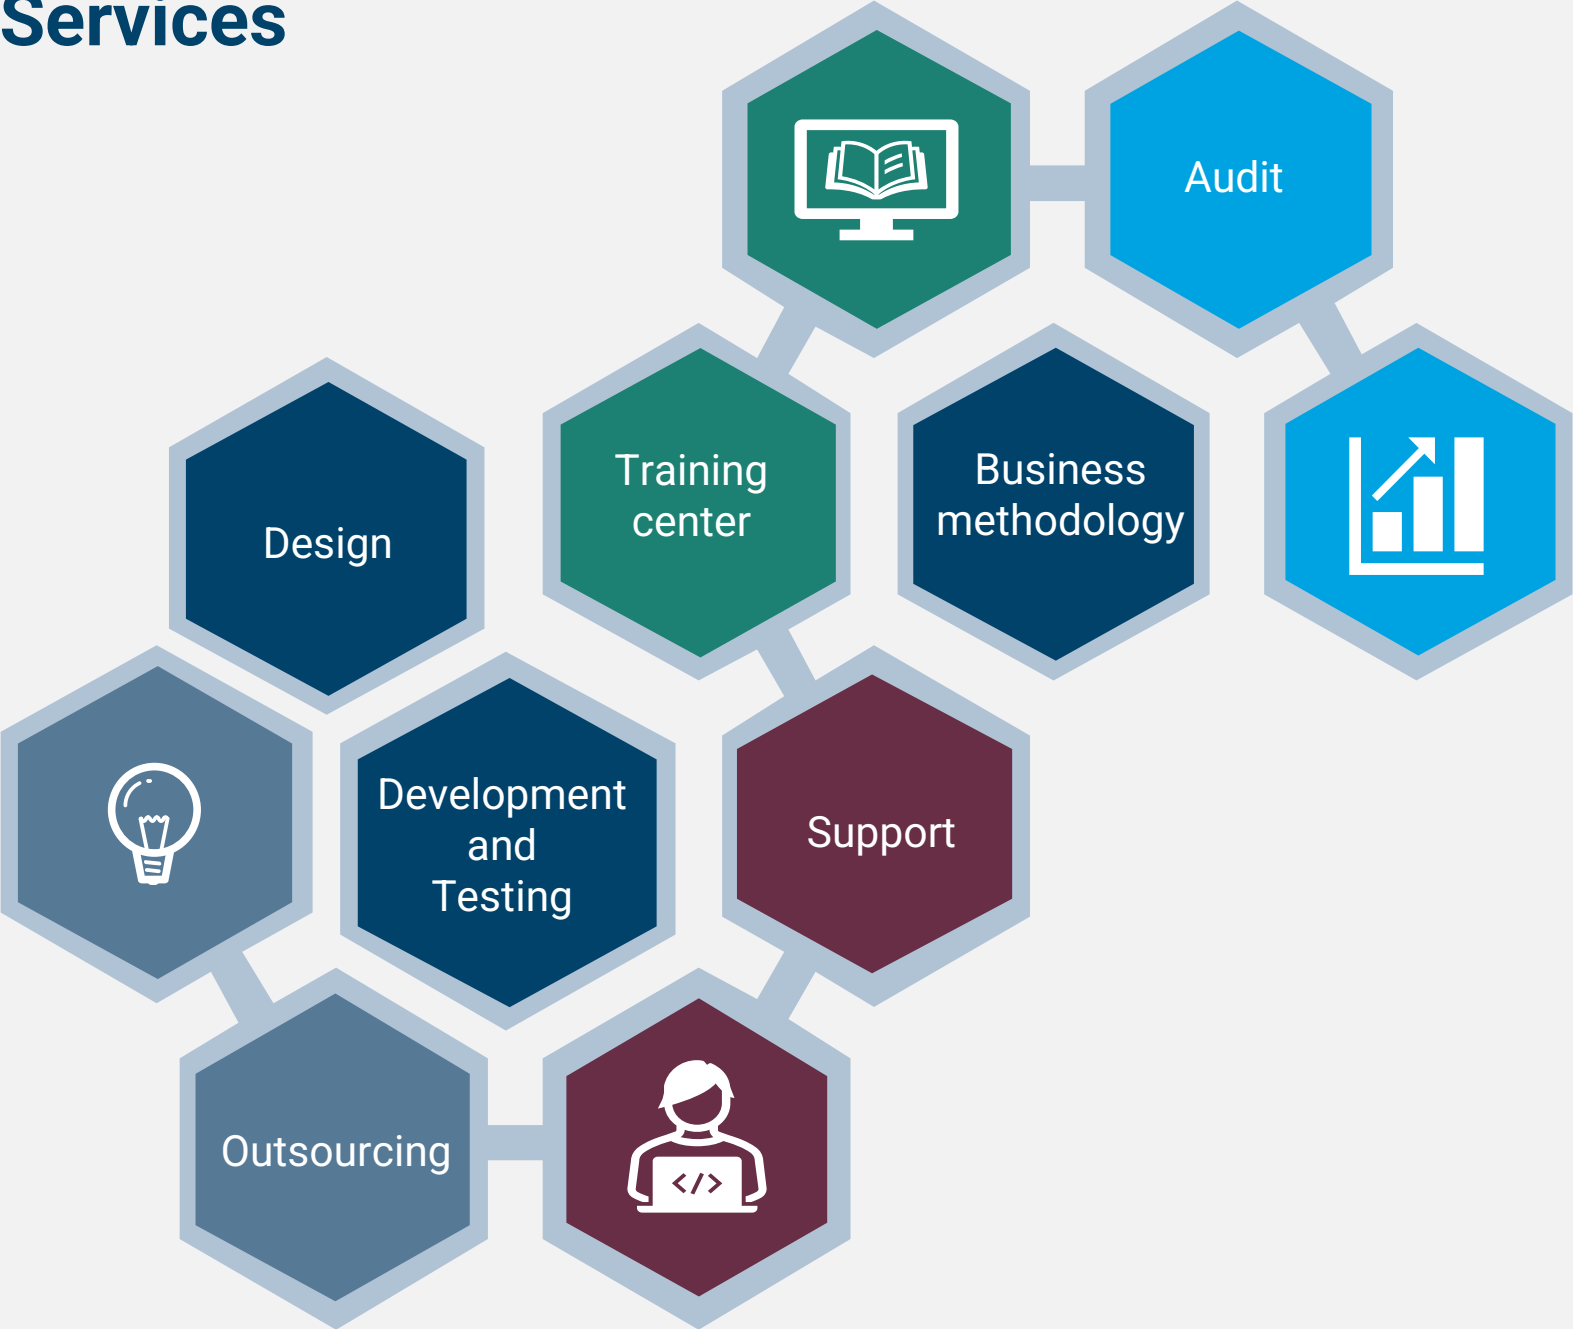 Services
Audit
Training
center
Business
methodology
Design
Development
and
Testing
Support
Outsourcing
</>